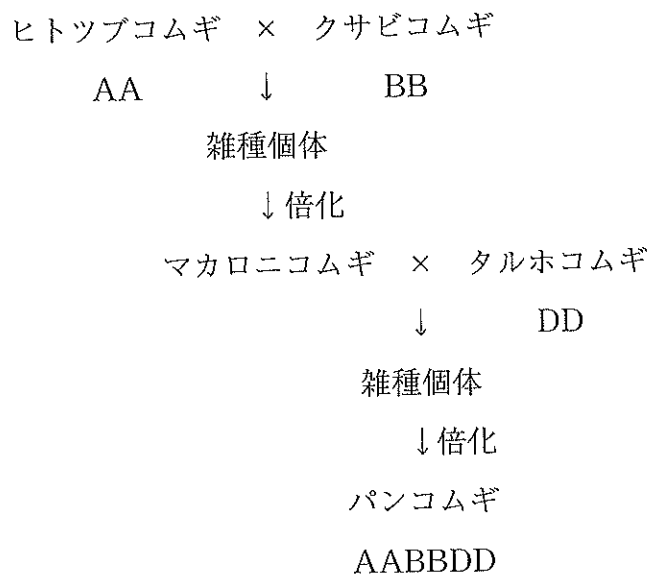 ヒトツブコムギ × クサビコムギ
AA ↓ BB
雑種個体
↓倍化
マカロニコムギ × タルホコムギ
↓ DD
雑種個体
↓倍化
パンコムギ
AABBDD